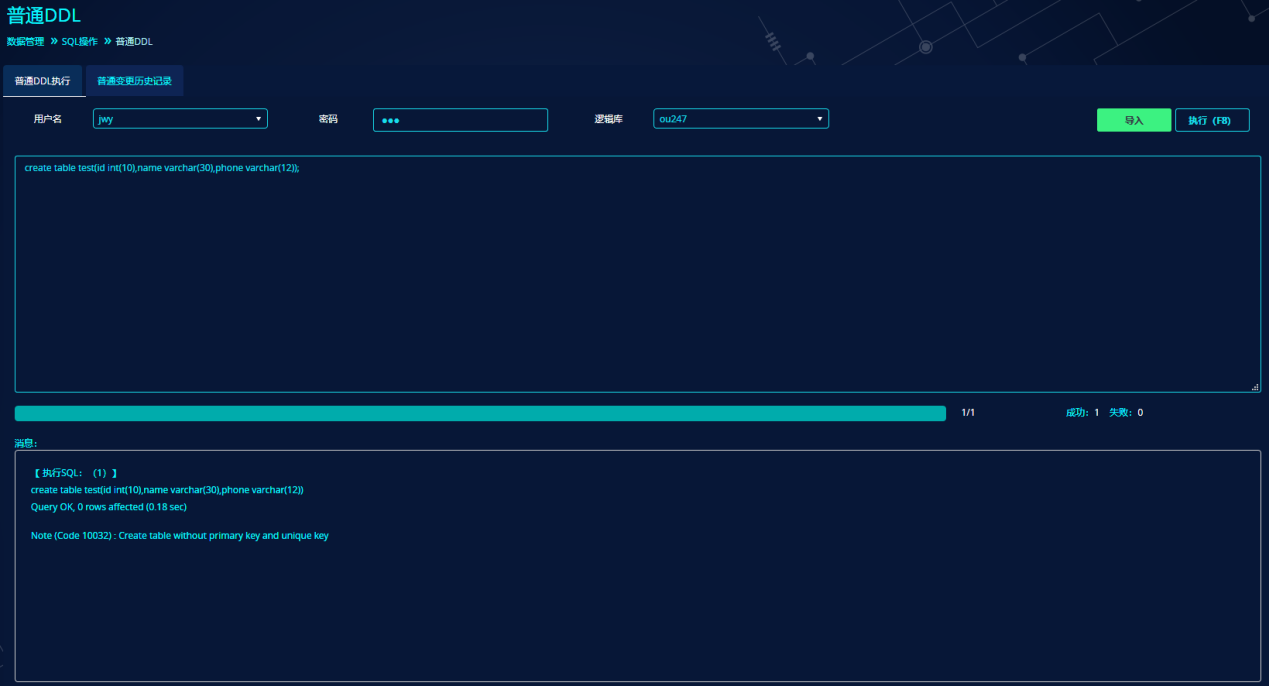 普通DDL
数据管理 » SQL操作 » 普通DDL
普通DDL执行 普通变更历史记录
用户名 jwy 密码 ●●● 逻辑库 ou247 导入 执行（F8）
create table test(id int(10),name varchar(30),phone varchar(12));
1/1 成功： 1 失败： 0
消息：
【 执行SQL： （1）】
create table test(id int(10),name varchar(30),phone varchar(12))
Query OK, 0 rows affected (0.18 sec)
Note (Code 10032) : Create table without primary key and unique key